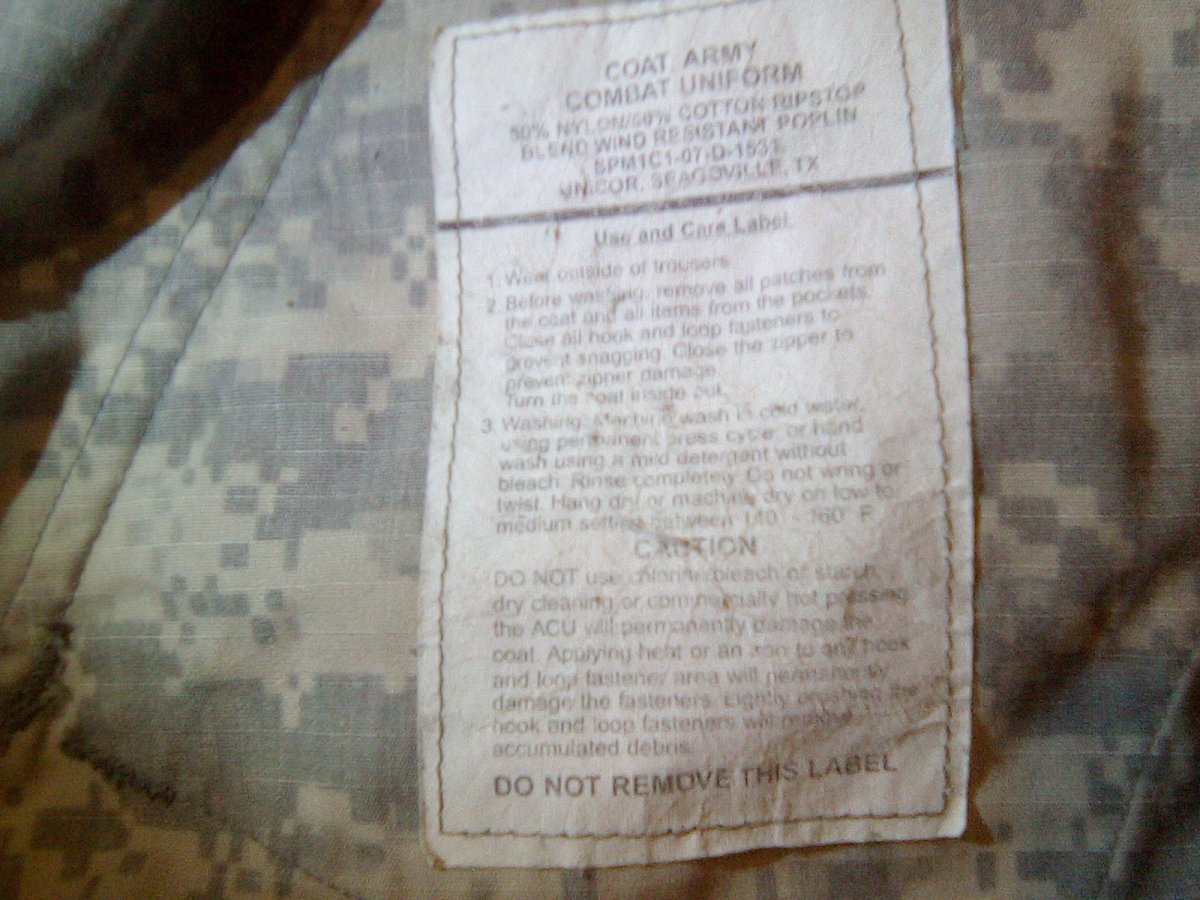 COAT, ARMY
COMBAT UNIFORM
50% NYLON/50% COTTON RIPSTOP
BLEND WIND RESISTANT POPLIN
SPM1C1-07-D-1531
UNICOR, SEAGOVILLE, TX
Use and Care Label
1. Wear outside of trousers.
2. Before washing, remove all patches from
the coat and all items from the pockets.
Close all hook and loop fasteners to
prevent snagging. Close the zipper to
prevent zipper damage.
Turn the coat inside out.
3. Washing: Machine wash in cold water,
using permanent press cycle, or hand
wash using a mild detergent without
bleach. Rinse completely. Do not wring or
twist. Hang dry or machine dry on low to
medium setting between 140° - 160° F.
CAUTION
DO NOT use chlorine bleach or starch,
dry cleaning or commercially hot pressing
the ACU will permanently damage the
coat. Applying heat or an iron to any hook
and loop fastener area will permanently
damage the fasteners. Lightly brushing the
hook and loop fasteners will remove
accumulated debris.
DO NOT REMOVE THIS LABEL